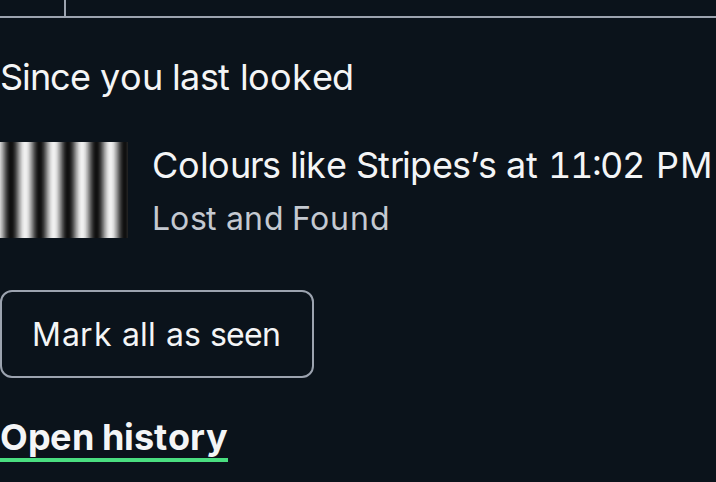 Since you last looked
Colours like Stripes’s at 11:02 PM
Lost and Found
Mark all as seen
Open history